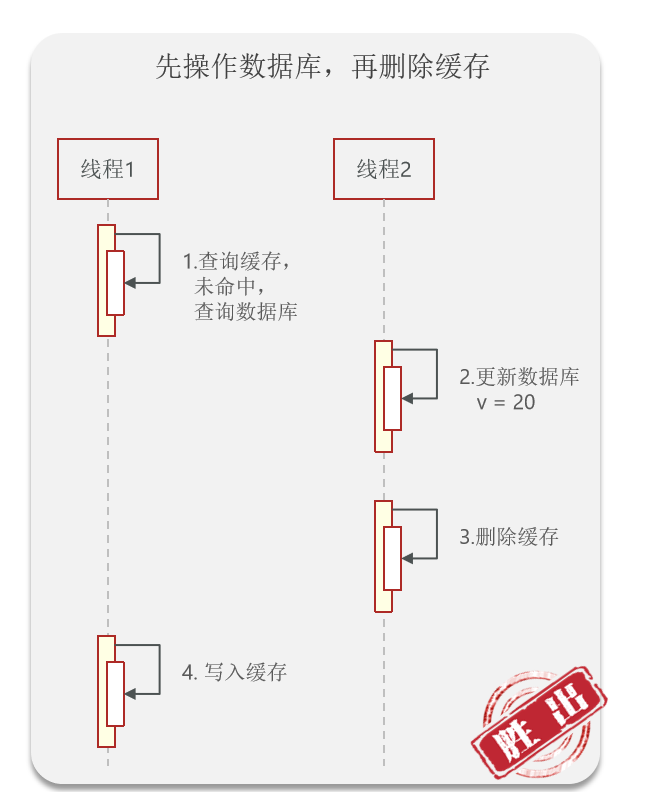 先操作数据库，再删除缓存
线程1
线程2
1.查询缓存，
未命中，
查询数据库
2.更新数据库
v = 20
3.删除缓存
4. 写入缓存
胜出